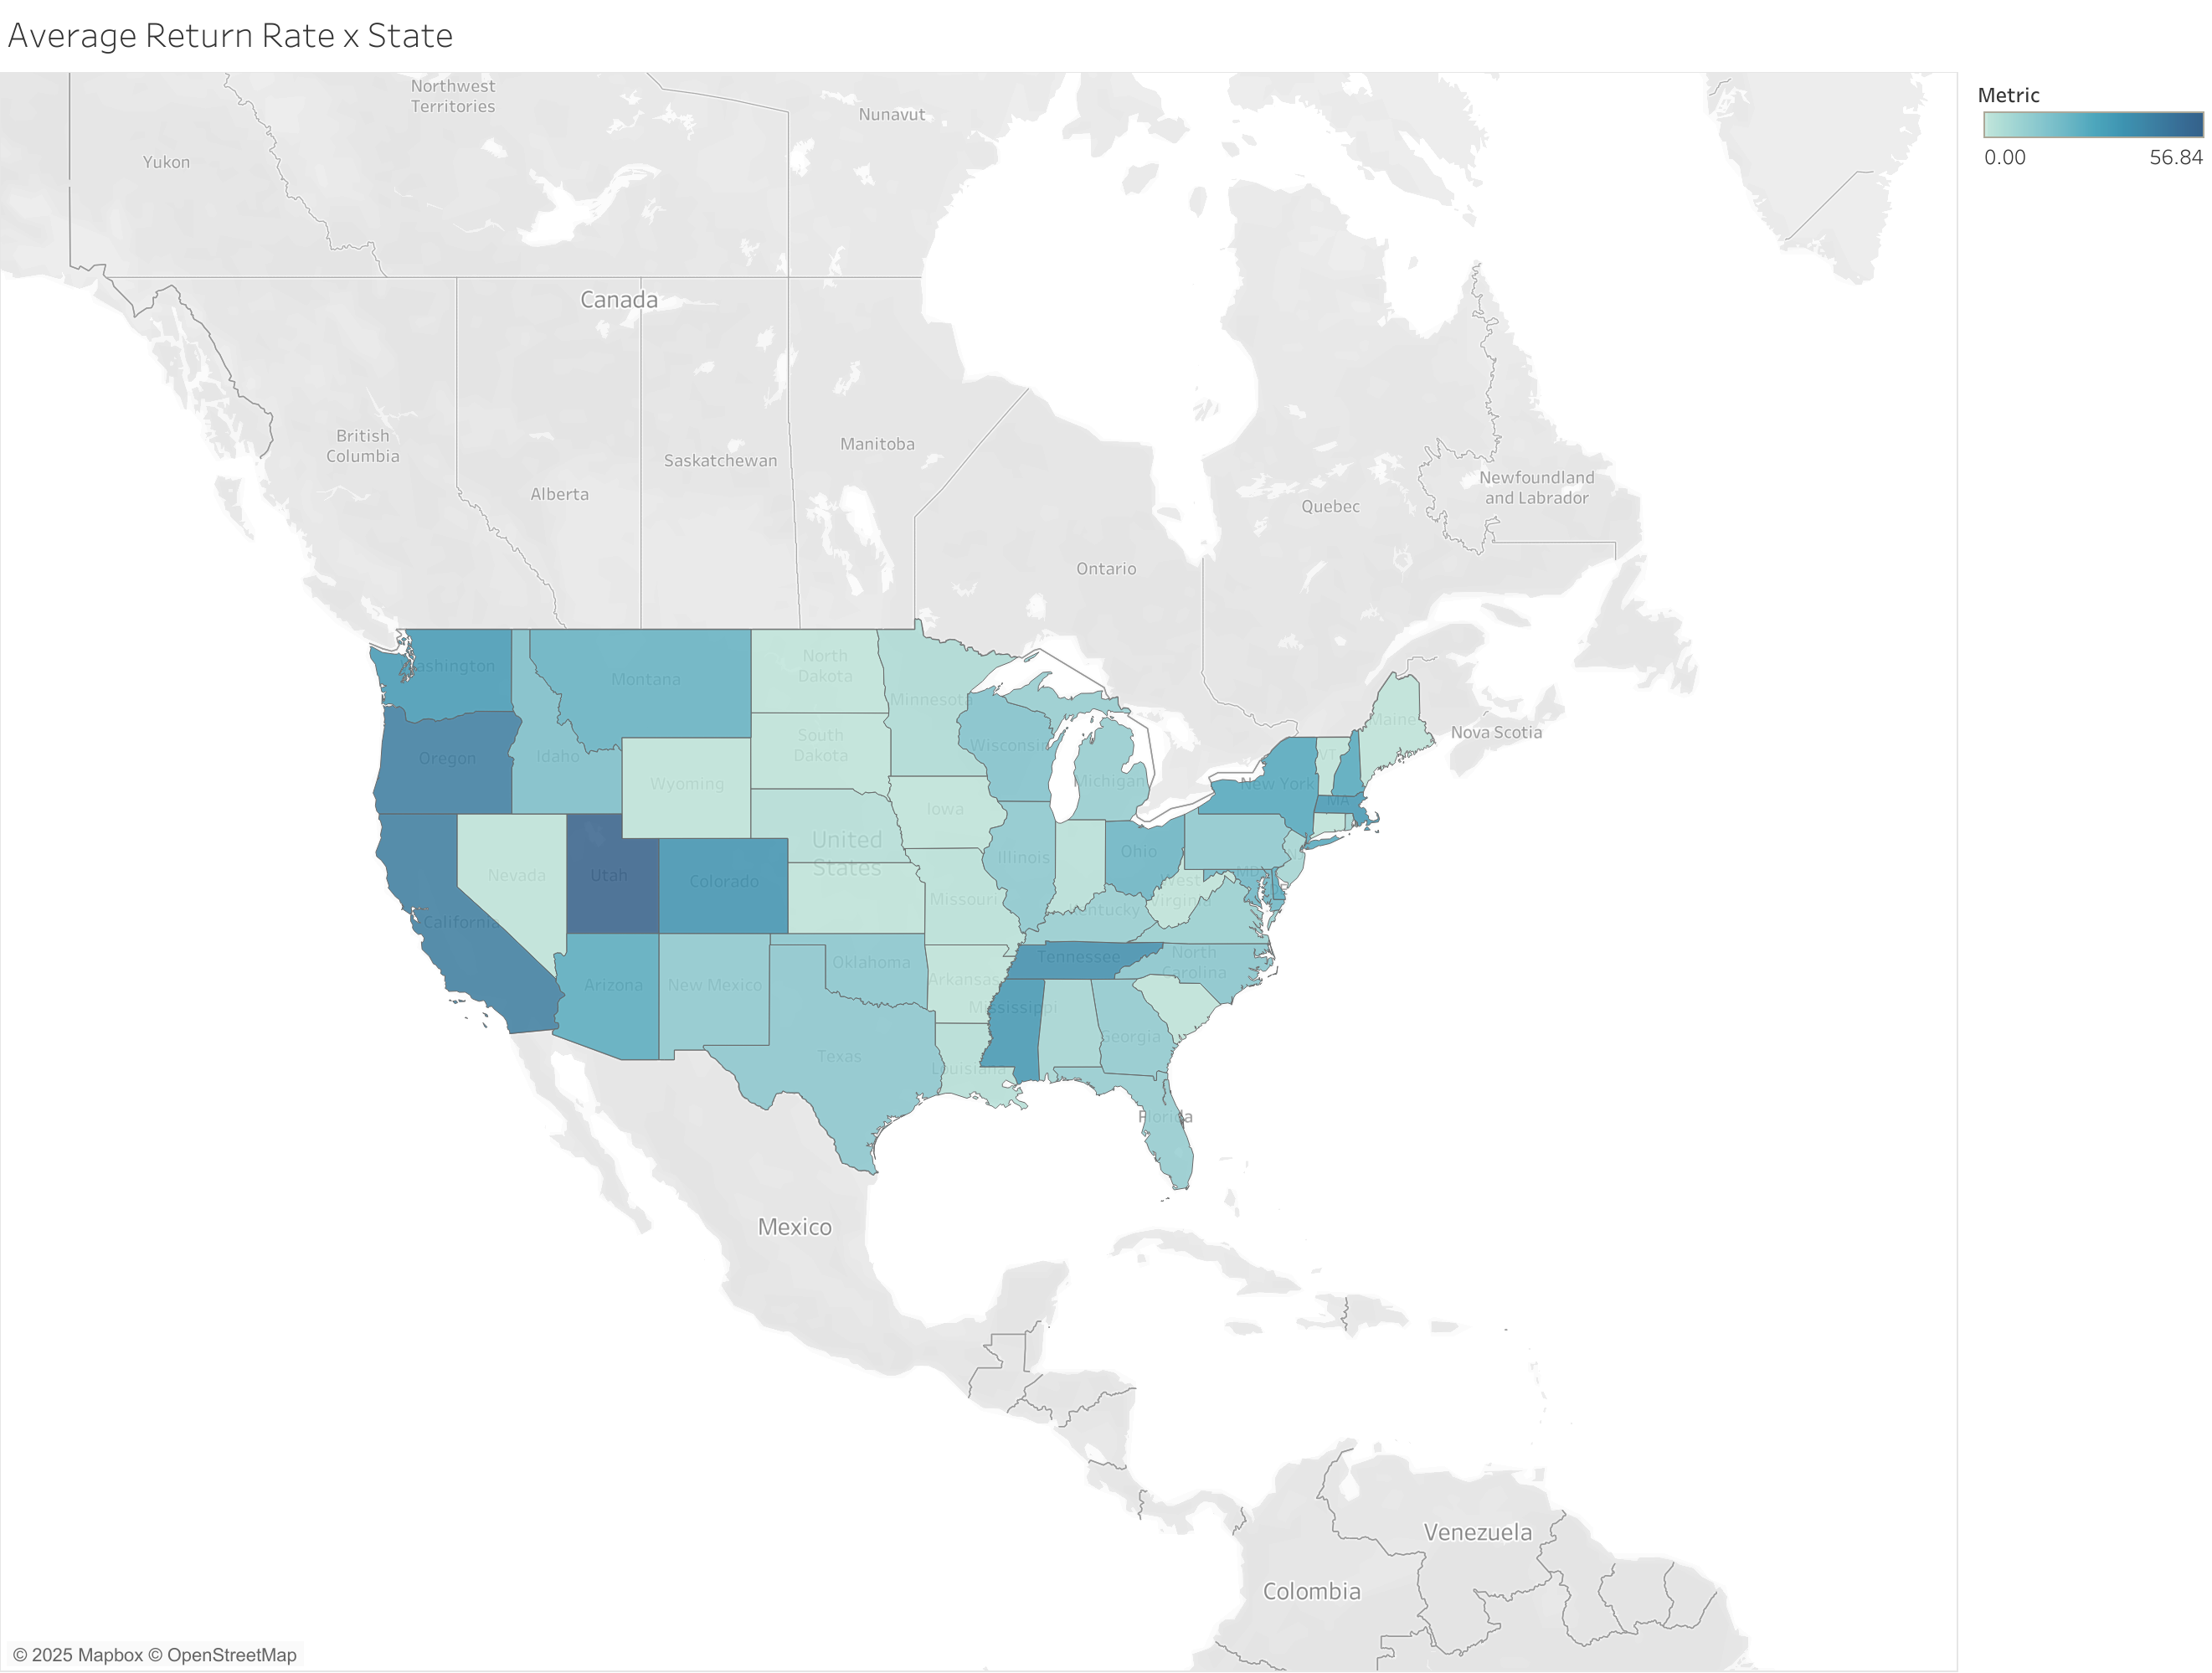 Average Return Rate x State
Metric
0.00
56.84
Northwest
Territories
Nunavut
Yukon
Canada
British
Columbia
Alberta
Saskatchewan
Manitoba
Ontario
Quebec
Newfoundland
and Labrador
Nova Scotia
Washington
Montana
North
Dakota
Minnesota
Maine
Oregon
Idaho
Wyoming
South
Dakota
Wisconsin
Michigan
New York
VT
MA
Iowa
United
States
Nevada
Utah
Colorado
Illinois
Ohio
MD
California
Missouri
Kentucky
West
Virginia
Arizona
New Mexico
Oklahoma
Arkansas
Tennessee
North
Carolina
Mississippi
Texas
Louisiana
Georgia
Florida
Mexico
Venezuela
Colombia
© 2025 Mapbox © OpenStreetMap